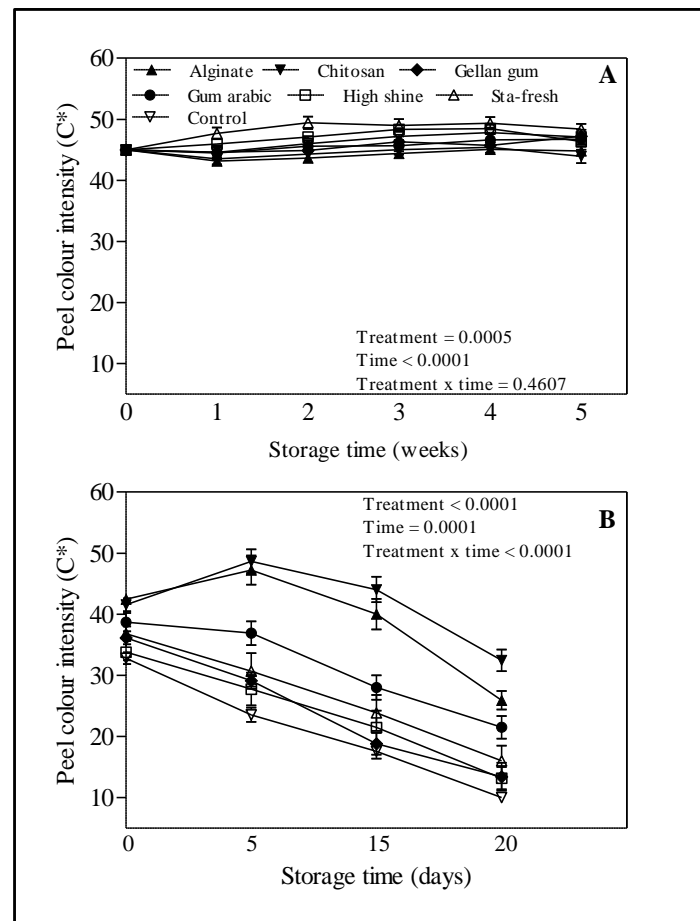 60
A
Alginate Chitosan Gellan gum
Gum arabic High shine Sta-fresh
Control
50
40
30
20
10
Peel colour intensity (C*)
Treatment = 0.0005
Time < 0.0001
Treatment x time = 0.4607
0 1 2 3 4 5
Storage time (weeks)
60
Treatment < 0.0001
B
Time = 0.0001
Treatment x time < 0.0001
50
40
30
20
10
Peel colour intensity (C*)
0 5 15 20
Storage time (days)